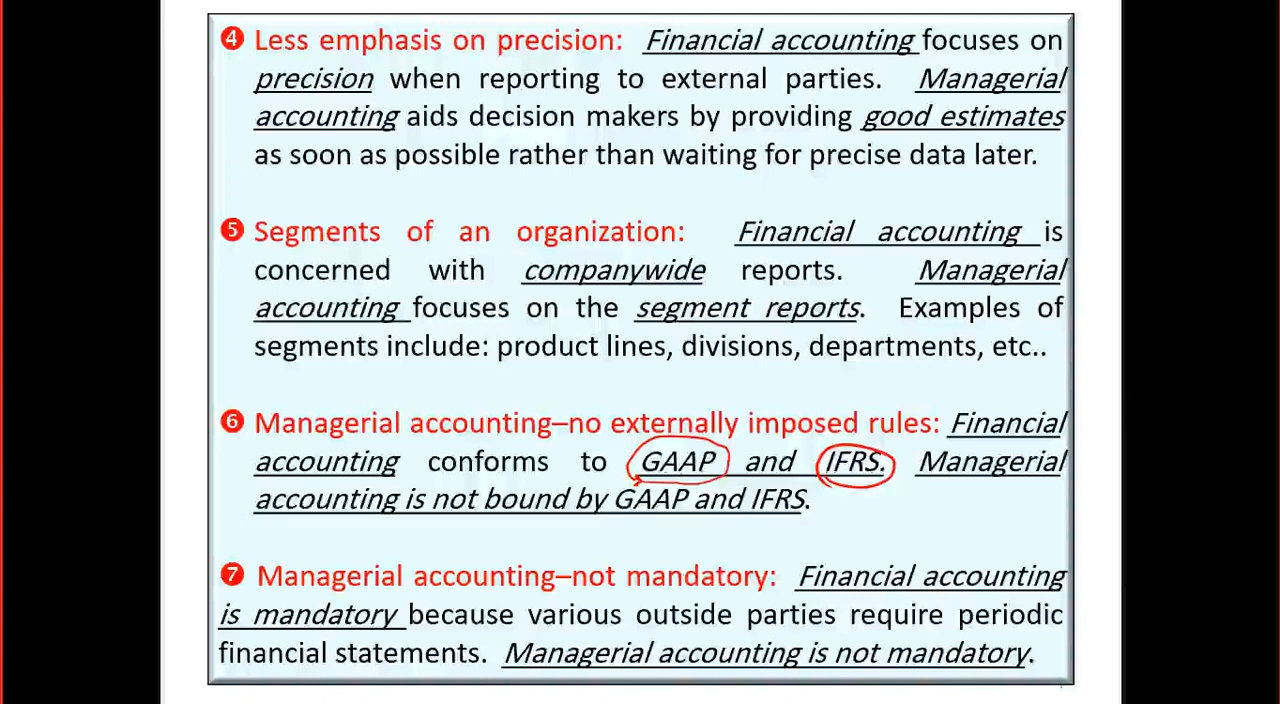 ❹ Less emphasis on precision: Financial accounting focuses on
precision when reporting to external parties. Managerial
accounting aids decision makers by providing good estimates
as soon as possible rather than waiting for precise data later.
❺ Segments of an organization: Financial accounting is
concerned with companywide reports. Managerial
accounting focuses on the segment reports. Examples of
segments include: product lines, divisions, departments, etc..
❻ Managerial accounting–no externally imposed rules: Financial
accounting conforms to GAAP and IFRS. Managerial
accounting is not bound by GAAP and IFRS.
❼ Managerial accounting–not mandatory: Financial accounting
is mandatory because various outside parties require periodic
financial statements. Managerial accounting is not mandatory.